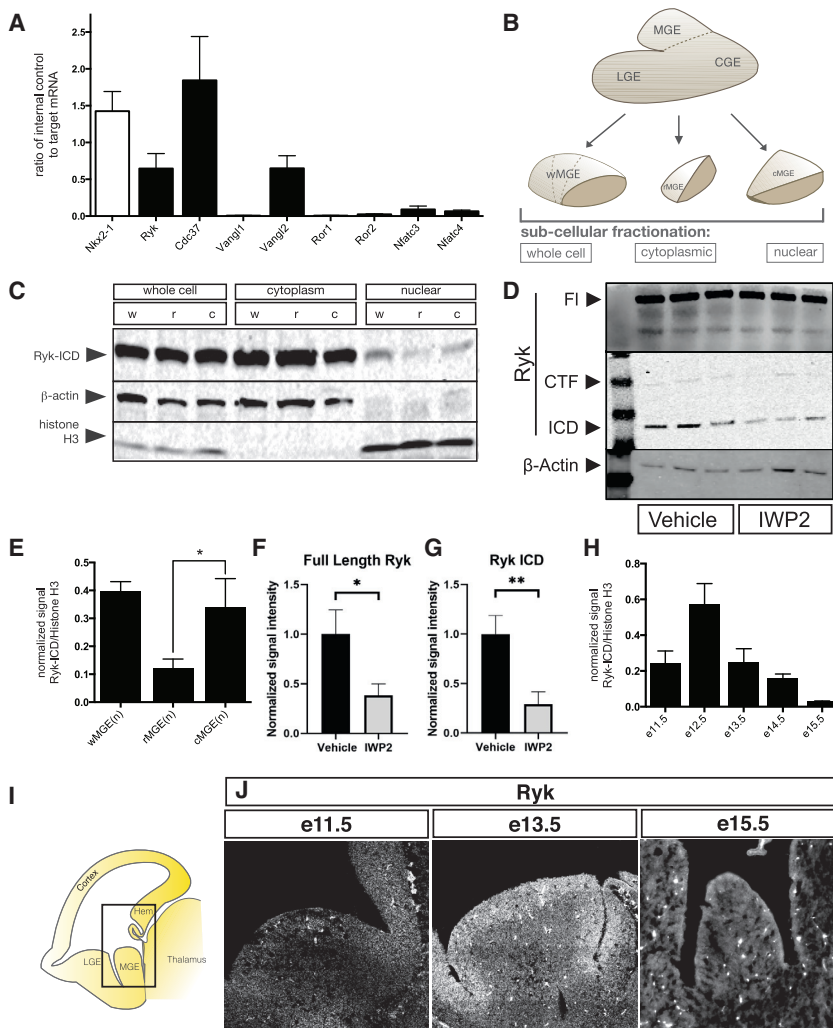 A
ratio of internal control
to target mRNA
2.5
2.0
1.5
1.0
0.5
0.0
Nkx2-1
Ryk
Cdc37
Vangl1
Vangl2
Ror1
Ror2
Nfatc3
Nfatc4
B
MGE
CGE
LGE
wMGE
rMGE
cMGE
sub-cellular fractionation:
whole cell
cytoplasmic
nuclear
C
whole cell
cytoplasm
nuclear
w r c w r c w r c
Ryk-ICD
β-actin
histone
H3
D
Ryk
Fl
CTF
ICD
β-Actin
Vehicle
IWP2
E
normalized signal
Ryk-ICD/Histone H3
0.5
0.4
0.3
0.2
0.1
0.0
*
wMGE(n)
rMGE(n)
cMGE(n)
F
Full Length Ryk
Normalized signal intensity
1.5
1.0
0.5
0.0
*
Vehicle IWP2
G
Ryk ICD
Normalized signal intensity
1.5
1.0
0.5
0.0
**
Vehicle IWP2
H
normalized signal
Ryk-ICD/Histone H3
0.8
0.6
0.4
0.2
0.0
e11.5
e12.5
e13.5
e14.5
e15.5
I
Cortex
Hem
LGE
MGE
Thalamus
J
Ryk
e11.5
e13.5
e15.5